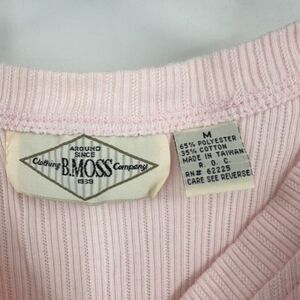 AROUND
SINCE
Clothing B.MOSS Company
1939
M
65% POLYESTER
35% COTTON
MADE IN TAIWAN
R. O. C.
RN# 62225
CARE SEE REVERSE